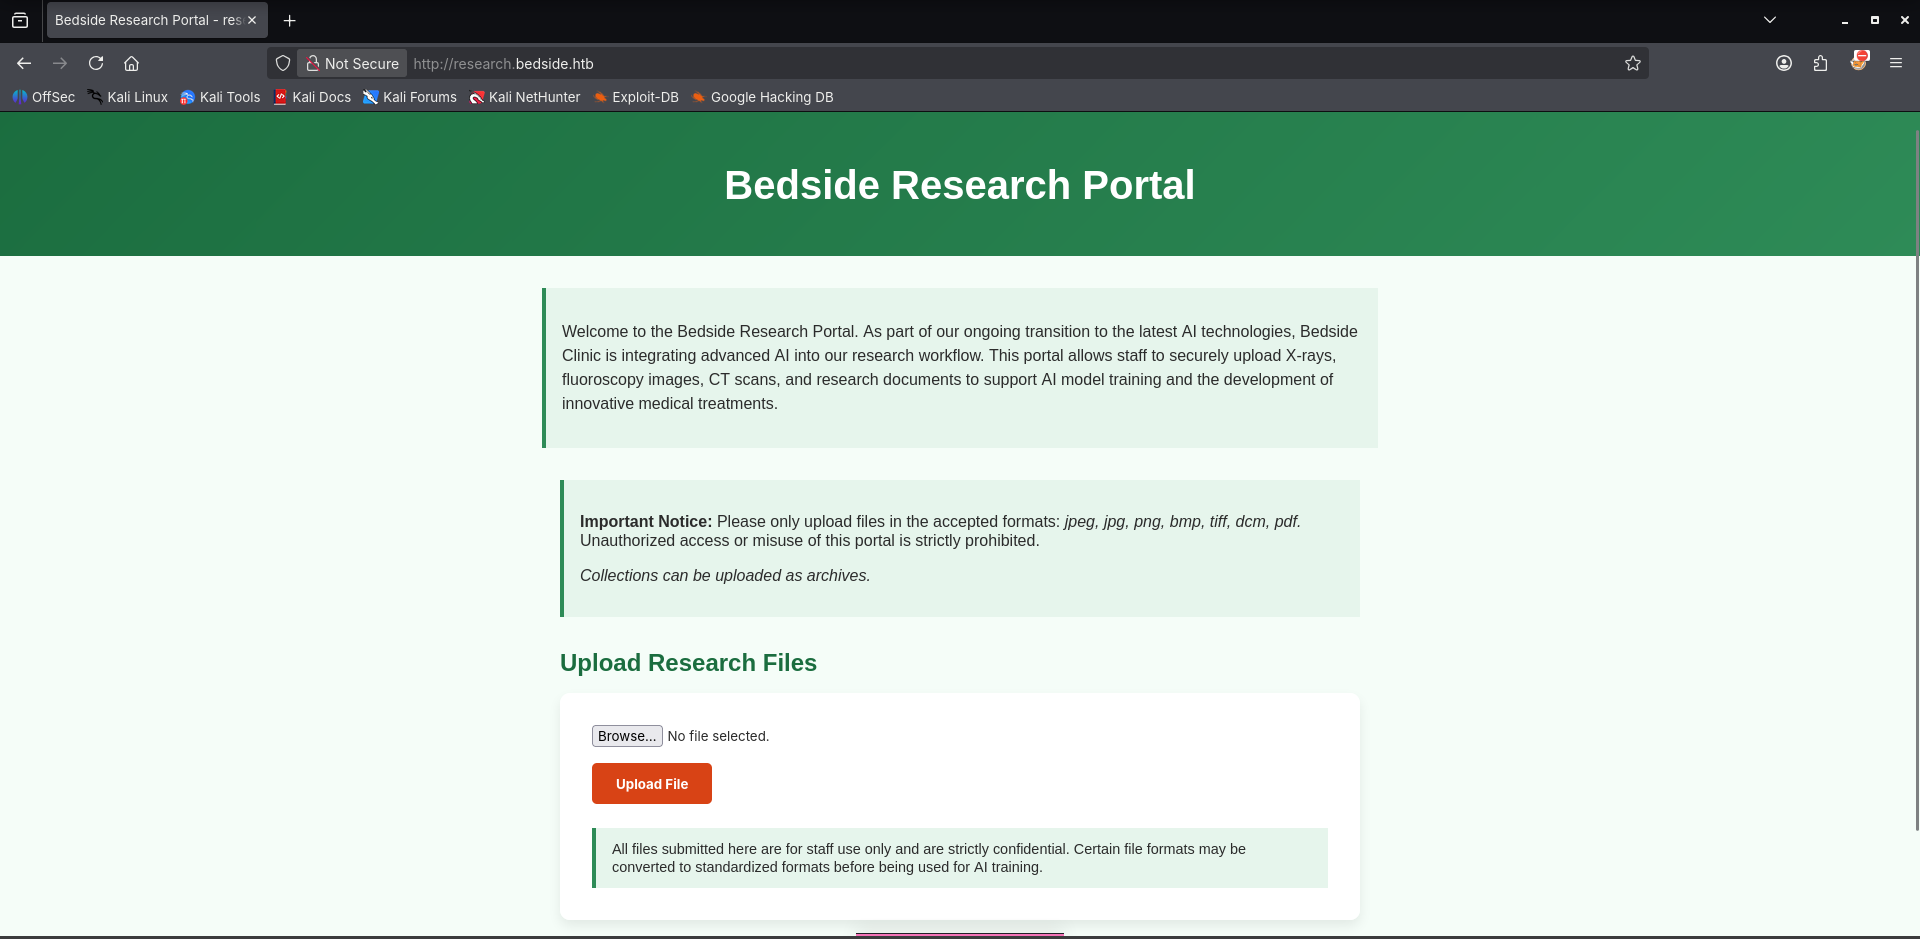 Bedside Research Portal - res
Not Secure
http://research.bedside.htb
OffSec
Kali Linux
Kali Tools
Kali Docs
Kali Forums
Kali NetHunter
Exploit-DB
Google Hacking DB
Bedside Research Portal
Welcome to the Bedside Research Portal. As part of our ongoing transition to the latest AI technologies, Bedside
Clinic is integrating advanced AI into our research workflow. This portal allows staff to securely upload X-rays,
fluoroscopy images, CT scans, and research documents to support AI model training and the development of
innovative medical treatments.
Important Notice: Please only upload files in the accepted formats: jpeg, jpg, png, bmp, tiff, dcm, pdf.
Unauthorized access or misuse of this portal is strictly prohibited.
Collections can be uploaded as archives.
Upload Research Files
Browse... No file selected.
Upload File
All files submitted here are for staff use only and are strictly confidential. Certain file formats may be
converted to standardized formats before being used for AI training.